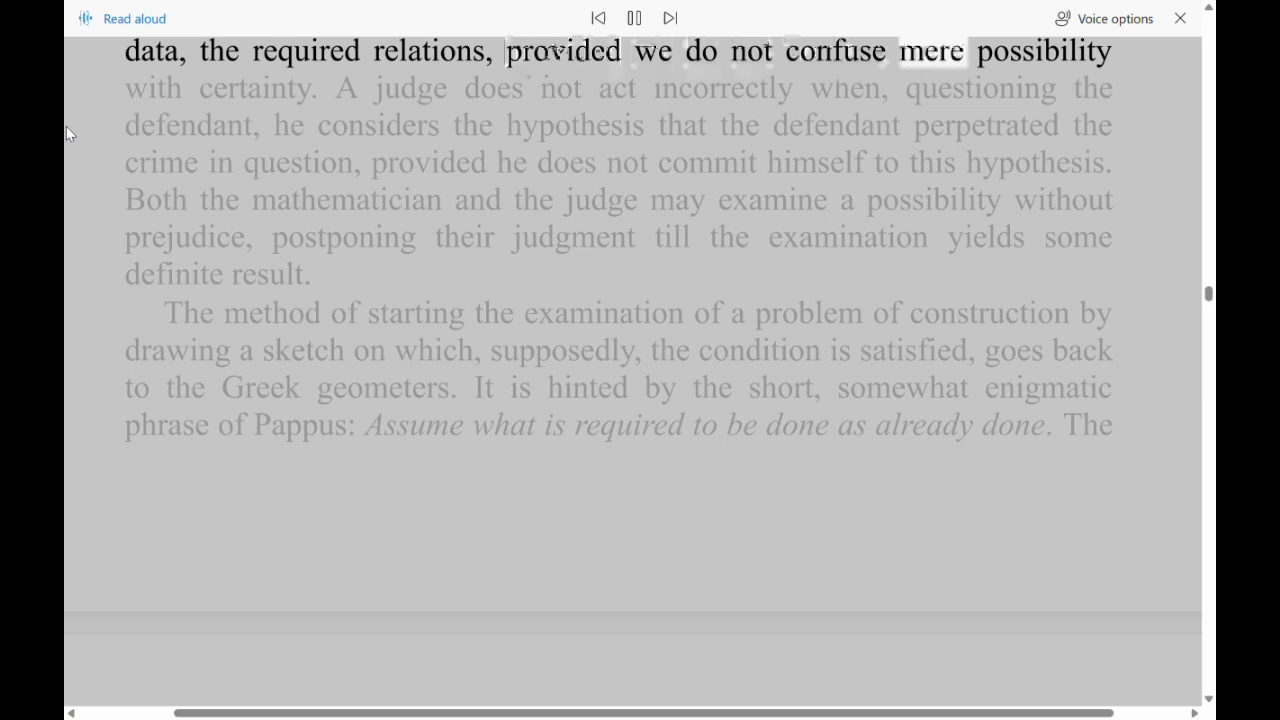 Read aloud
Voice options
data, the required relations, provided we do not confuse mere possibility
with certainty. A judge does not act incorrectly when, questioning the
defendant, he considers the hypothesis that the defendant perpetrated the
crime in question, provided he does not commit himself to this hypothesis.
Both the mathematician and the judge may examine a possibility without
prejudice, postponing their judgment till the examination yields some
definite result.
The method of starting the examination of a problem of construction by
drawing a sketch on which, supposedly, the condition is satisfied, goes back
to the Greek geometers. It is hinted by the short, somewhat enigmatic
phrase of Pappus: Assume what is required to be done as already done. The